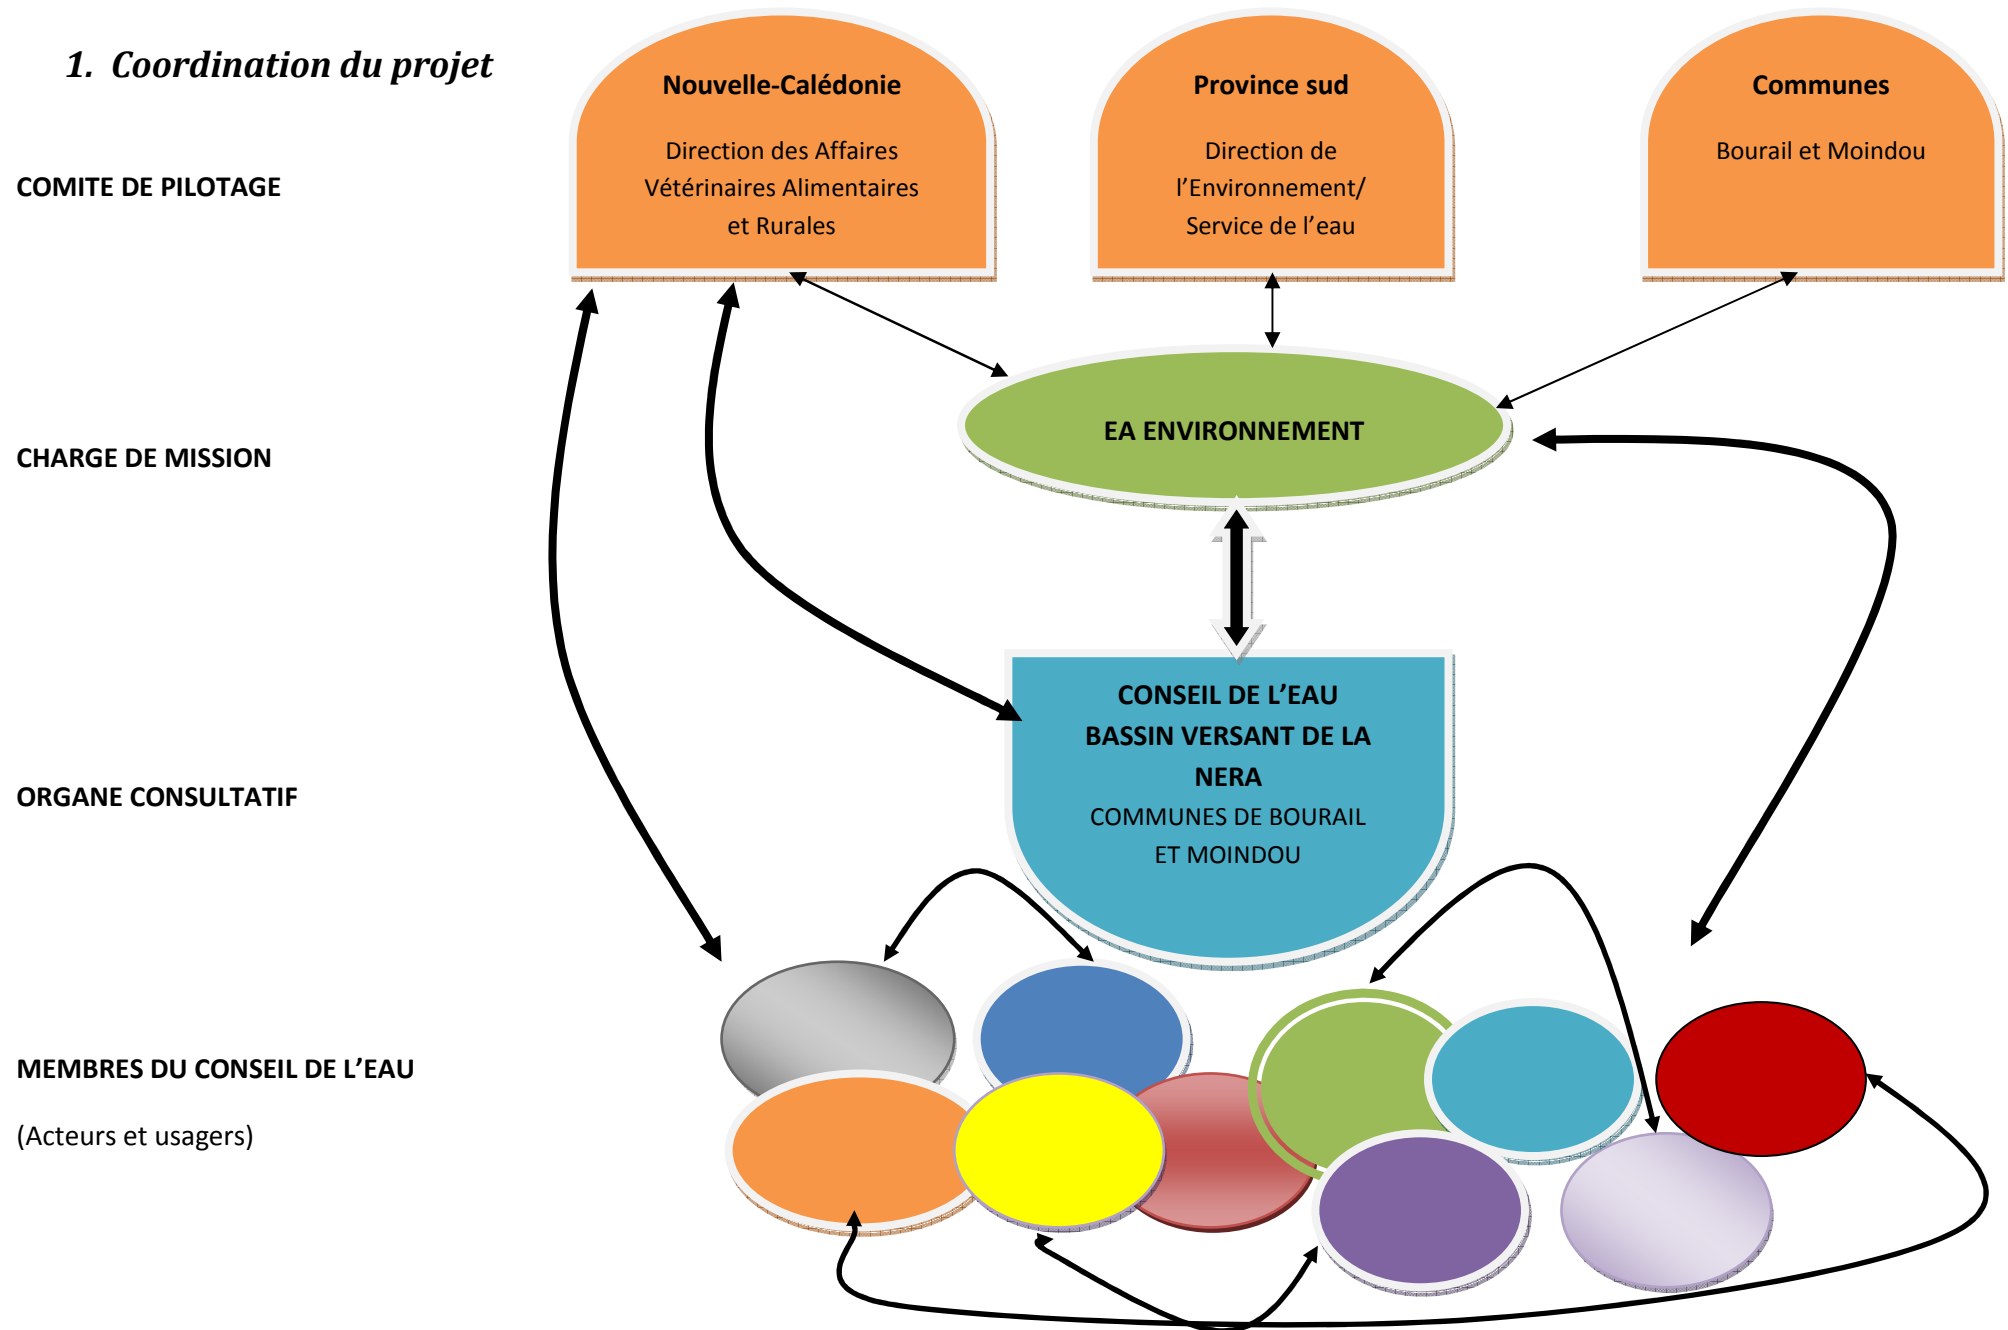 1. Coordination du projet
Nouvelle-Calédonie
Direction des Affaires
Vétérinaires Alimentaires
et Rurales
Province sud
Direction de
l’Environnement/
Service de l’eau
Communes
Bourail et Moindou
COMITE DE PILOTAGE
EA ENVIRONNEMENT
CHARGE DE MISSION
CONSEIL DE L’EAU
BASSIN VERSANT DE LA
NERA
COMMUNES DE BOURAIL
ET MOINDOU
ORGANE CONSULTATIF
MEMBRES DU CONSEIL DE L’EAU
(Acteurs et usagers)